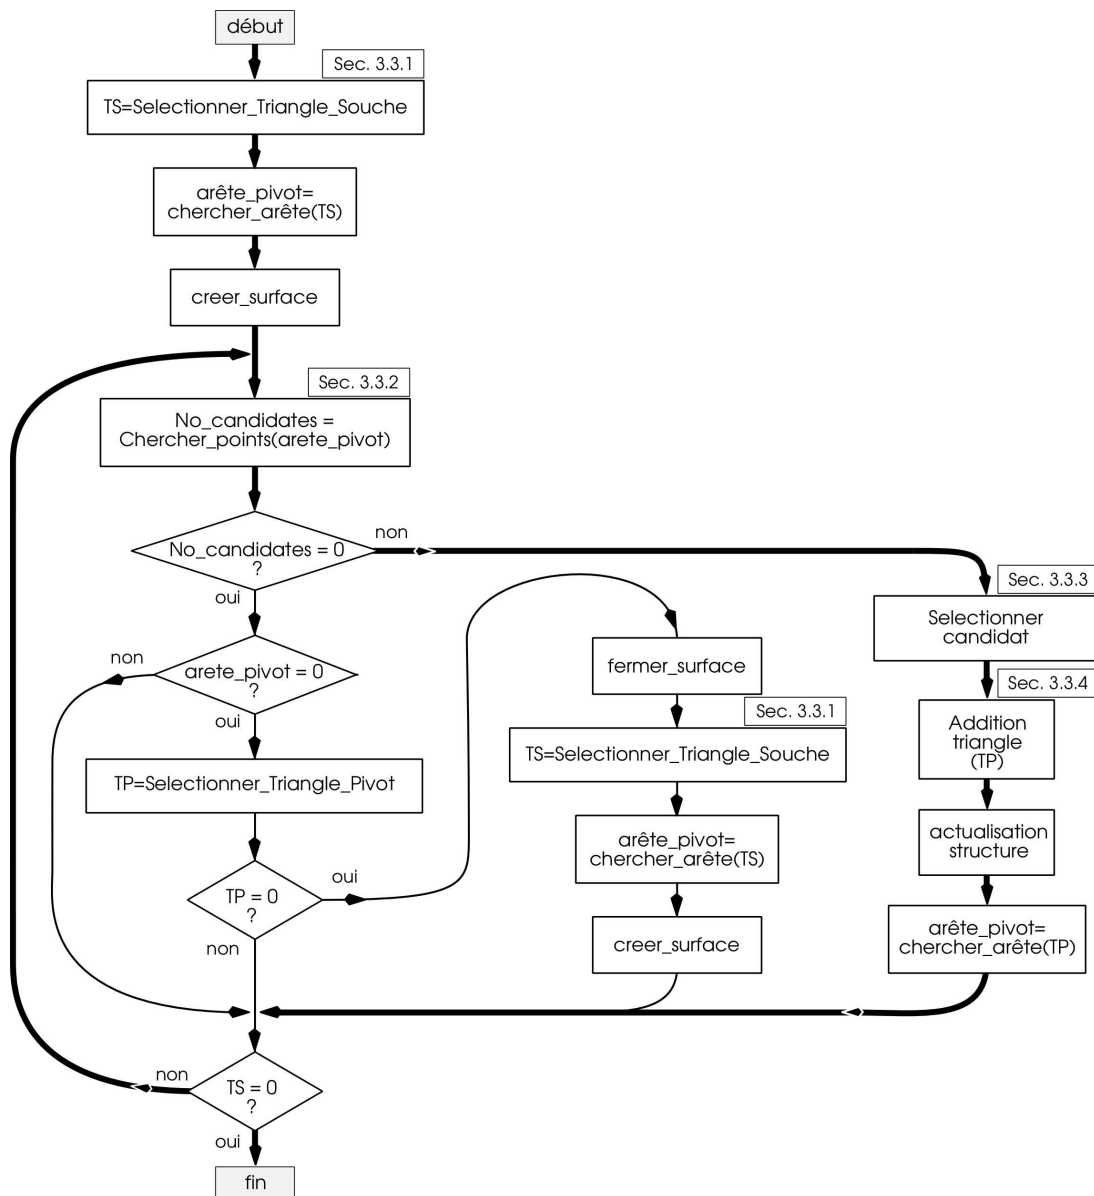 début
Sec. 3.3.1
TS=Selectionner_Triangle_Souche
arête_pivot=
chercher_arête(TS)
creer_surface
Sec. 3.3.2
No_candidates =
Chercher_points(arete_pivot)
non
No_candidates = 0
?
oui
Sec. 3.3.3
Selectionner
candidat
non
arete_pivot = 0
?
oui
fermer_surface
Sec. 3.3.4
Sec. 3.3.1
Addition
triangle
(TP)
TS=Selectionner_Triangle_Souche
TP=Selectionner_Triangle_Pivot
actualisation
structure
arête_pivot=
chercher_arête(TS)
oui
TP = 0
?
non
creer_surface
arête_pivot=
chercher_arête(TP)
non
TS = 0
?
oui
fin